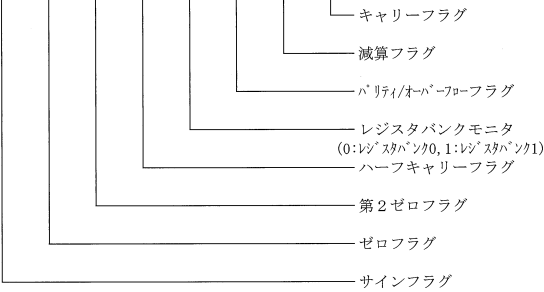 キャリーフラグ
減算フラグ
ﾊﾟﾘﾃｨ/ｵｰﾊﾞｰﾌﾛｰフラグ
レジスタバンクモニタ
(0:ﾚｼﾞｽﾀﾊﾞﾝｸ0,1:ﾚｼﾞｽﾀﾊﾞﾝｸ1)
ハーフキャリーフラグ
第2ゼロフラグ
ゼロフラグ
サインフラグ